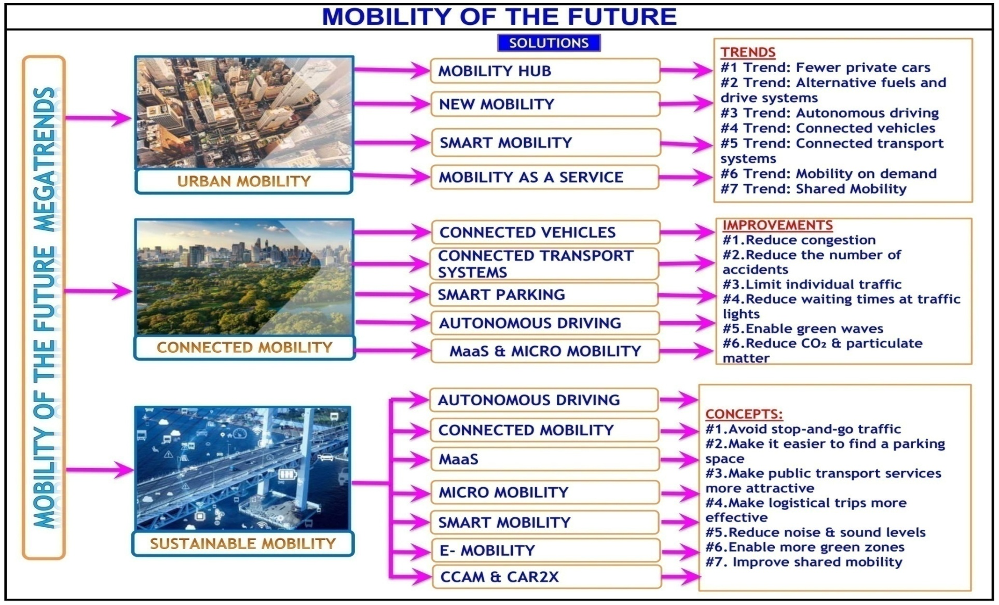 MOBILITY OF THE FUTURE
MOBILITY OF THE FUTURE MEGATRENDS
SOLUTIONS
URBAN MOBILITY
MOBILITY HUB
NEW MOBILITY
SMART MOBILITY
MOBILITY AS A SERVICE
TRENDS
#1 Trend: Fewer private cars
#2 Trend: Alternative fuels and
drive systems
#3 Trend: Autonomous driving
#4 Trend: Connected vehicles
#5 Trend: Connected transport
systems
#6 Trend: Mobility on demand
#7 Trend: Shared Mobility
CONNECTED MOBILITY
CONNECTED VEHICLES
CONNECTED TRANSPORT
SYSTEMS
SMART PARKING
AUTONOMOUS DRIVING
MaaS & MICRO MOBILITY
IMPROVEMENTS
#1.Reduce congestion
#2.Reduce the number of
accidents
#3.Limit individual traffic
#4.Reduce waiting times at traffic
lights
#5.Enable green waves
#6.Reduce CO₂ & particulate
matter
SUSTAINABLE MOBILITY
AUTONOMOUS DRIVING
CONNECTED MOBILITY
MaaS
MICRO MOBILITY
SMART MOBILITY
E- MOBILITY
CCAM & CAR2X
CONCEPTS:
#1.Avoid stop-and-go traffic
#2.Make it easier to find a parking
space
#3.Make public transport services
more attractive
#4.Make logistical trips more
effective
#5.Reduce noise & sound levels
#6.Enable more green zones
#7. Improve shared mobility